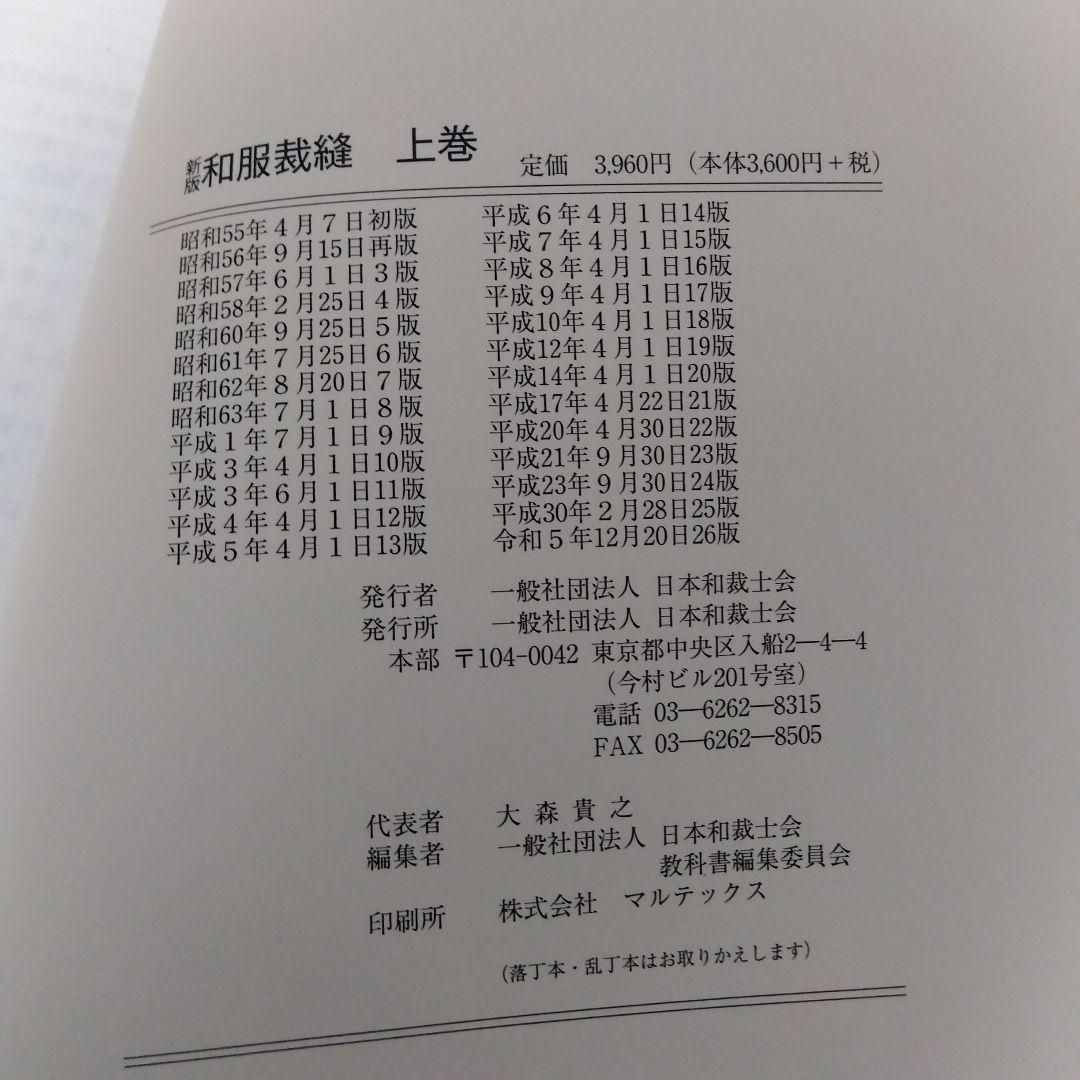 新版 和服裁縫 上巻 定価 3,960円（本体3,600円＋税）
昭和55年4月7日初版
昭和56年9月15日再版
昭和57年6月1日3版
昭和58年2月25日4版
昭和60年9月25日5版
昭和61年7月25日6版
昭和62年8月20日7版
昭和63年7月1日8版
平成1年7月1日9版
平成3年4月1日10版
平成3年6月1日11版
平成4年4月1日12版
平成5年4月1日13版
平成6年4月1日14版
平成7年4月1日15版
平成8年4月1日16版
平成9年4月1日17版
平成10年4月1日18版
平成12年4月1日19版
平成14年4月1日20版
平成17年4月22日21版
平成20年4月30日22版
平成21年9月30日23版
平成23年9月30日24版
平成30年2月28日25版
令和5年12月20日26版
発行者 一般社団法人 日本和裁士会
発行所 一般社団法人 日本和裁士会
本部 〒104-0042 東京都中央区入船2―4―4
（今村ビル201号室）
電話 03―6262―8315
FAX 03―6262―8505
代表者 大森貴之
編集者 一般社団法人 日本和裁士会
教科書編集委員会
印刷所 株式会社 マルテックス
（落丁本・乱丁本はお取りかえします）